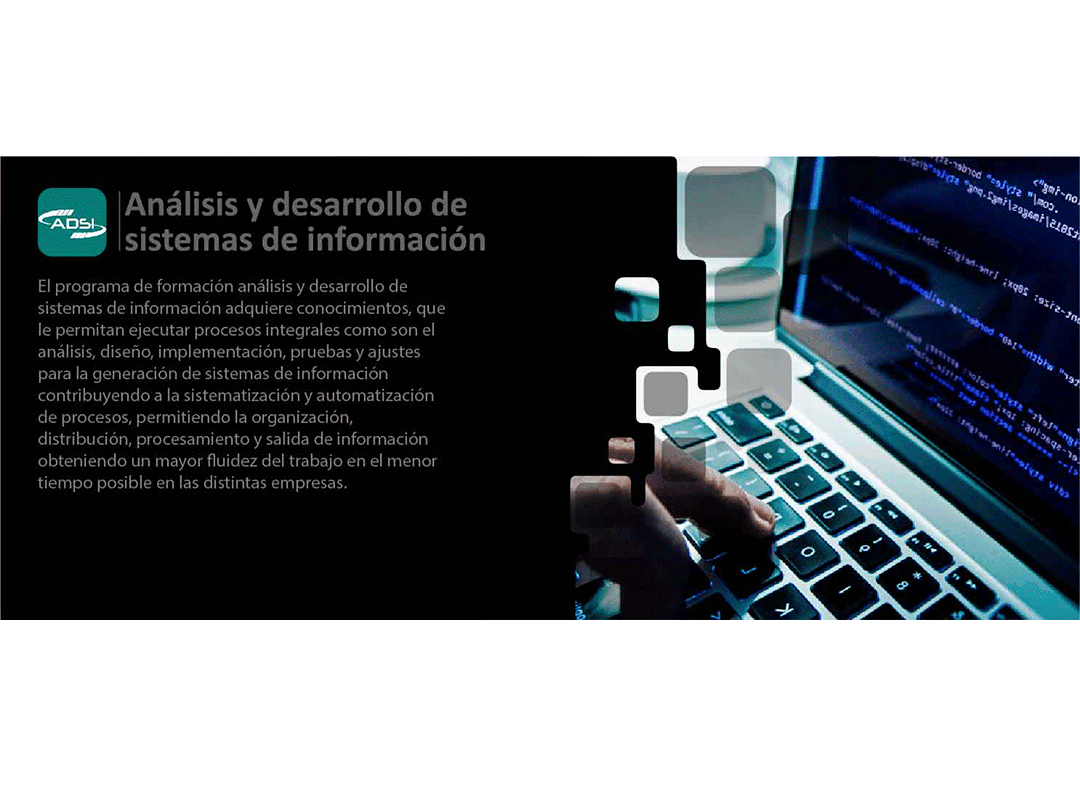 ADSI
Análisis y desarrollo de
sistemas de información
El programa de formación análisis y desarrollo de
sistemas de información adquiere conocimientos, que
le permitan ejecutar procesos integrales como son el
análisis, diseño, implementación, pruebas y ajustes
para la generación de sistemas de información
contribuyendo a la sistematización y automatización
de procesos, permitiendo la organización,
distribución, procesamiento y salida de información
obteniendo un mayor fluidez del trabajo en el menor
tiempo posible en las distintas empresas.